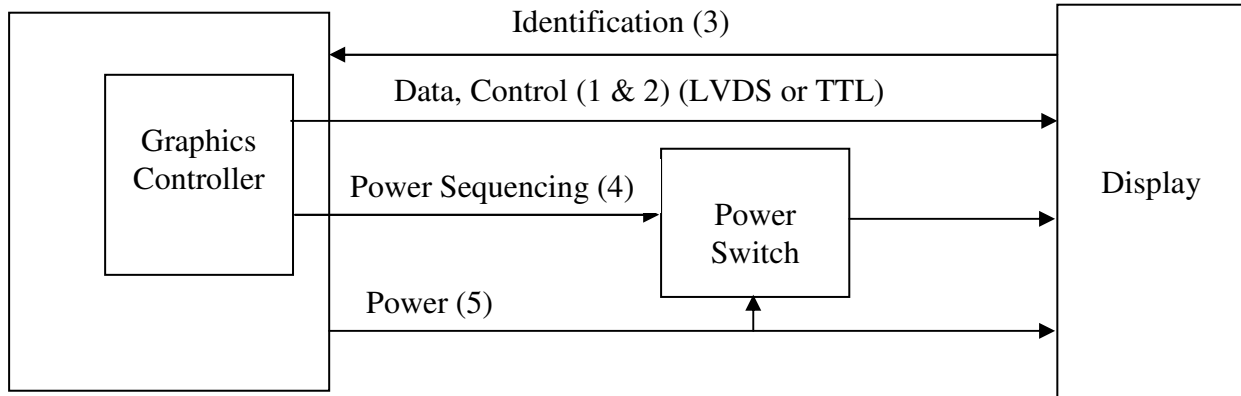 Identification (3)
Data, Control (1 & 2) (LVDS or TTL)
Graphics
Controller
Power Sequencing (4)
Power
Switch
Display
Power (5)